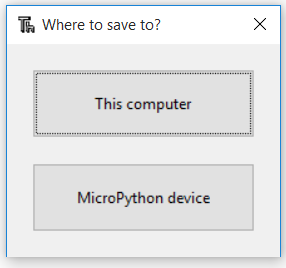 Where to save to?
This computer
MicroPython device